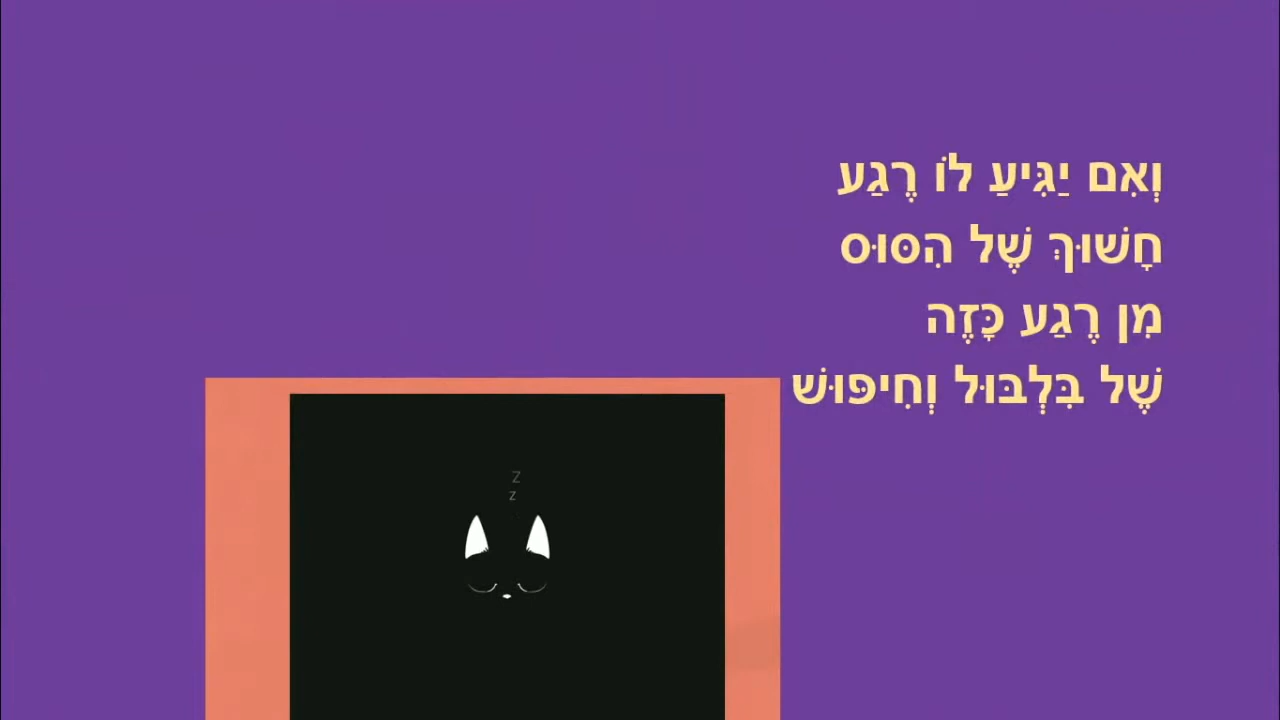 וְאִם יַגִּיעַ לוֹ רֶגַע
חָשׁוּךְ שֶׁל הִסּוּס
מִן רֶגַע כָּזֶה
שֶׁל בִּלְבּוּל וְחִיפּוּשׂ
Z
z